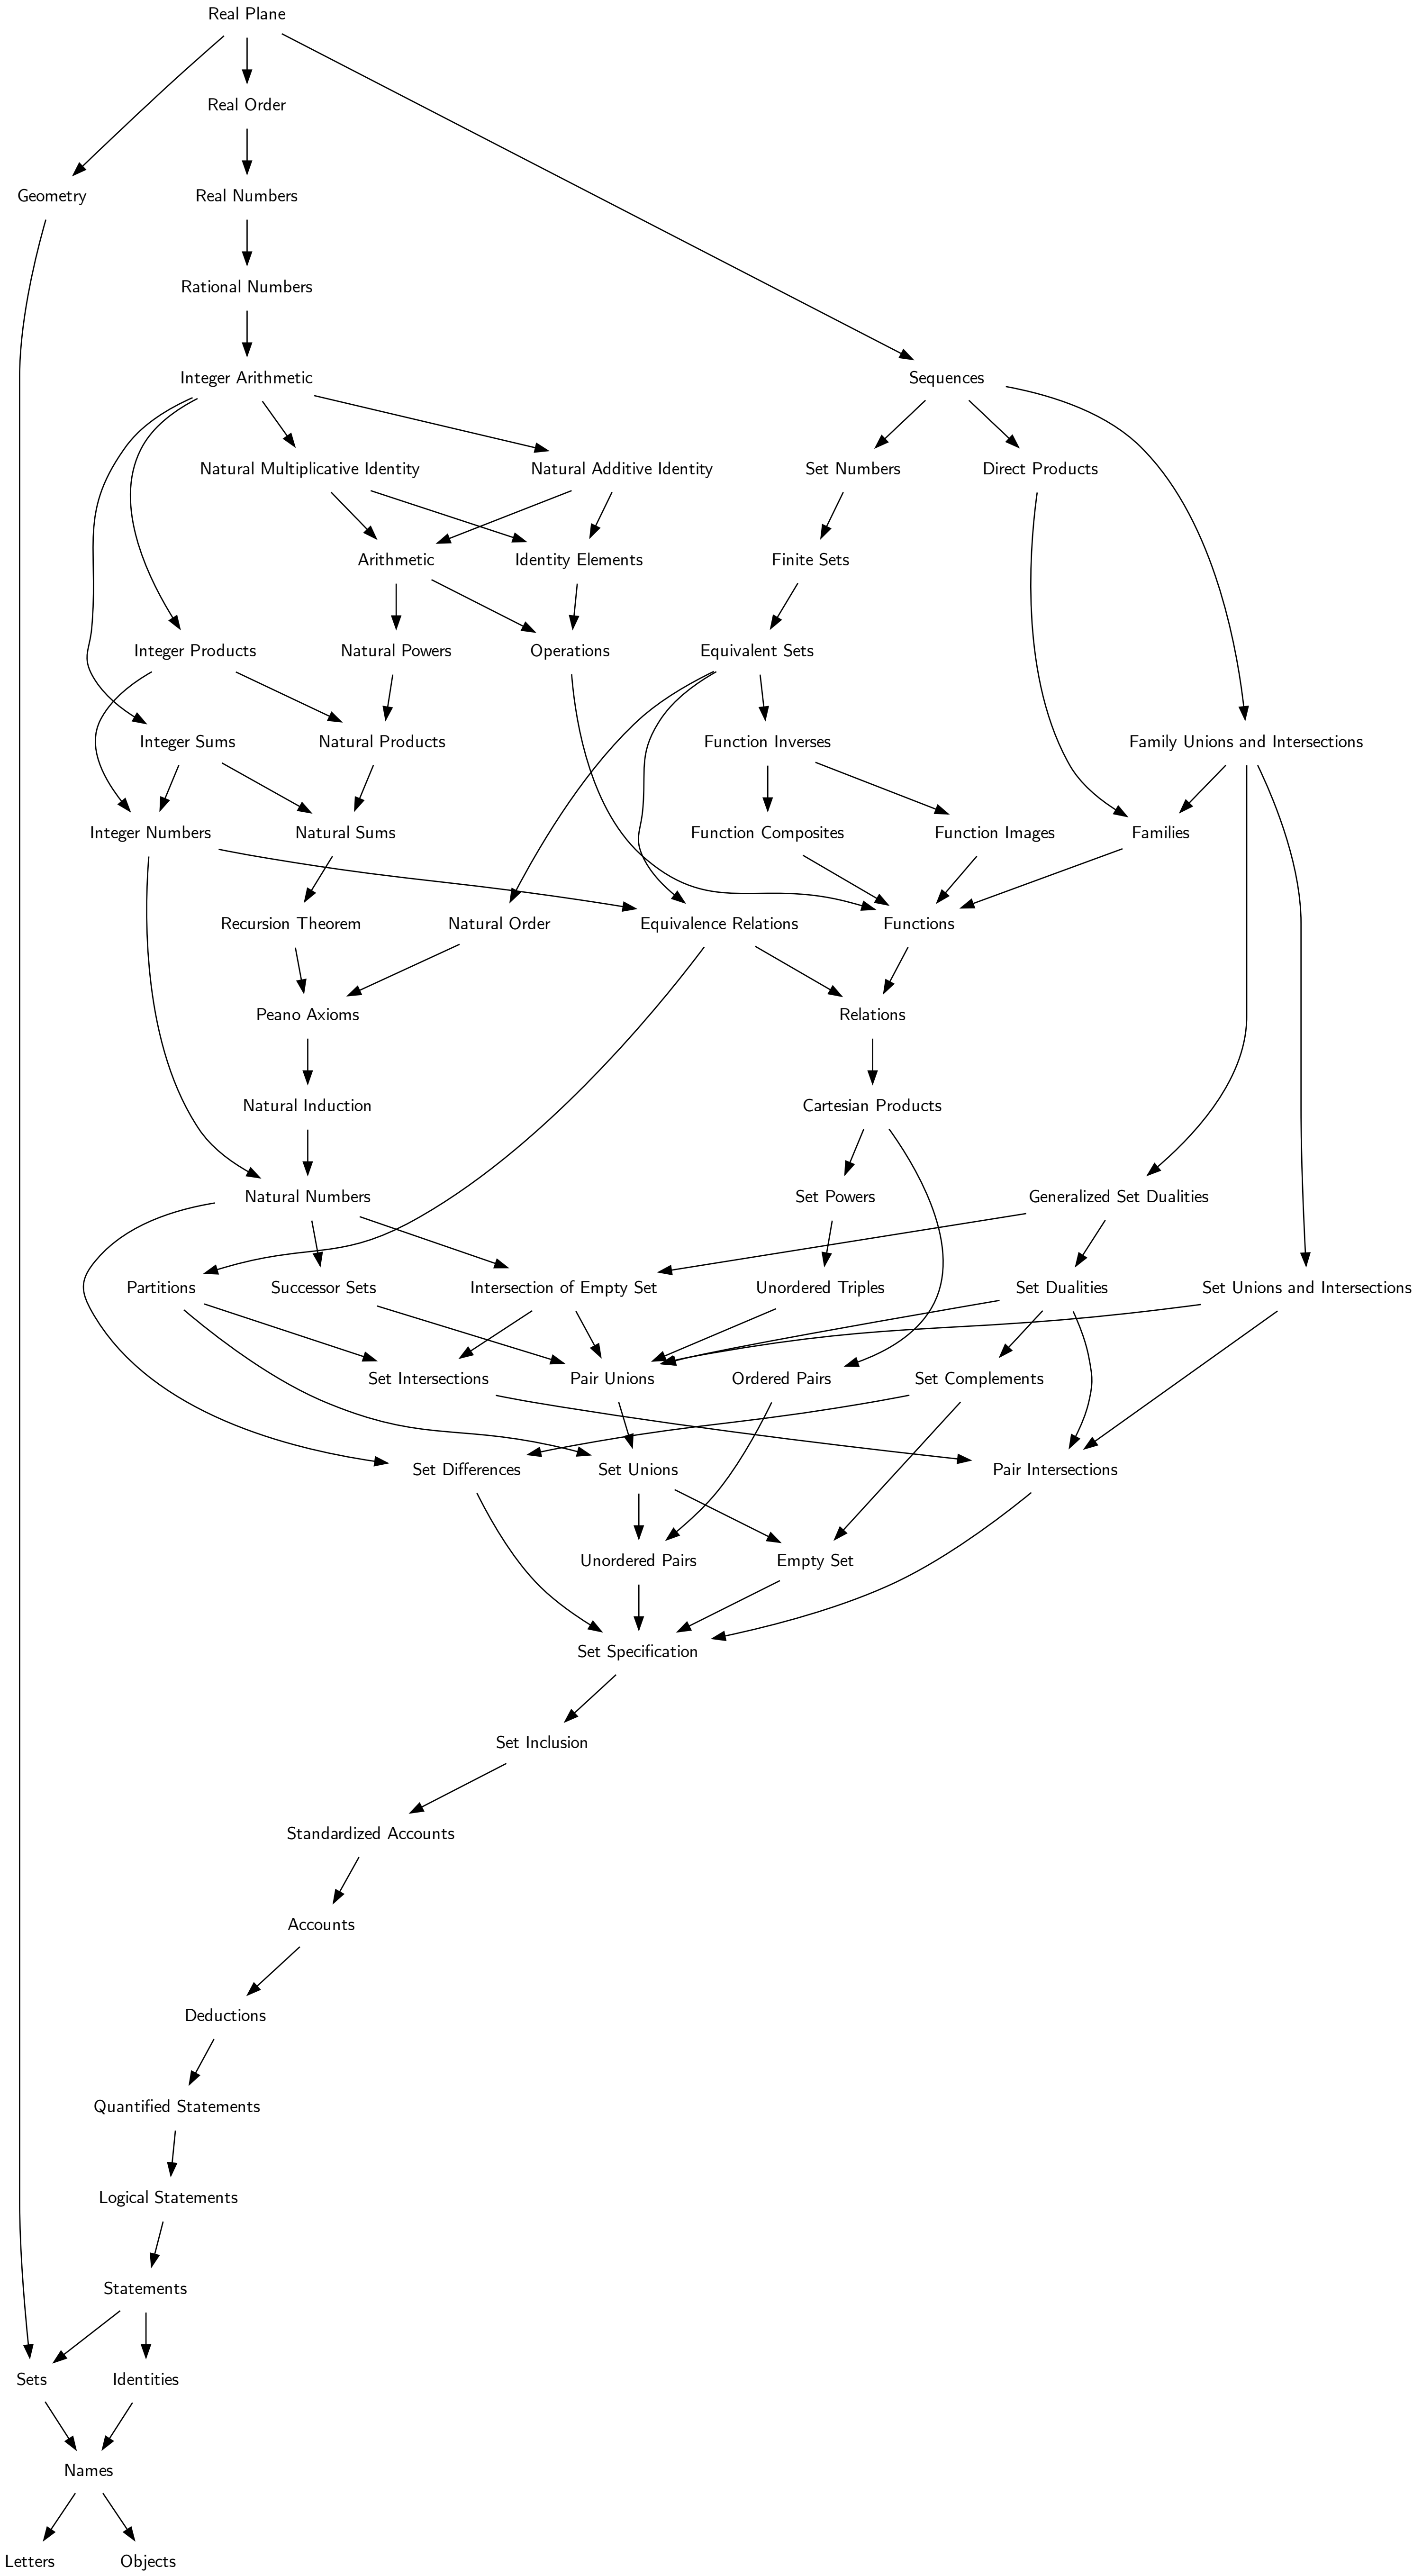 Real Plane
Real Order
Geometry
Real Numbers
Rational Numbers
Integer Arithmetic
Sequences
Natural Multiplicative Identity
Natural Additive Identity
Set Numbers
Direct Products
Arithmetic
Identity Elements
Finite Sets
Integer Products
Natural Powers
Operations
Equivalent Sets
Integer Sums
Natural Products
Function Inverses
Family Unions and Intersections
Integer Numbers
Natural Sums
Function Composites
Function Images
Families
Recursion Theorem
Natural Order
Equivalence Relations
Functions
Peano Axioms
Relations
Natural Induction
Cartesian Products
Natural Numbers
Set Powers
Generalized Set Dualities
Partitions
Successor Sets
Intersection of Empty Set
Unordered Triples
Set Dualities
Set Unions and Intersections
Set Intersections
Pair Unions
Ordered Pairs
Set Complements
Set Differences
Set Unions
Pair Intersections
Unordered Pairs
Empty Set
Set Specification
Set Inclusion
Standardized Accounts
Accounts
Deductions
Quantified Statements
Logical Statements
Statements
Sets
Identities
Names
Letters
Objects